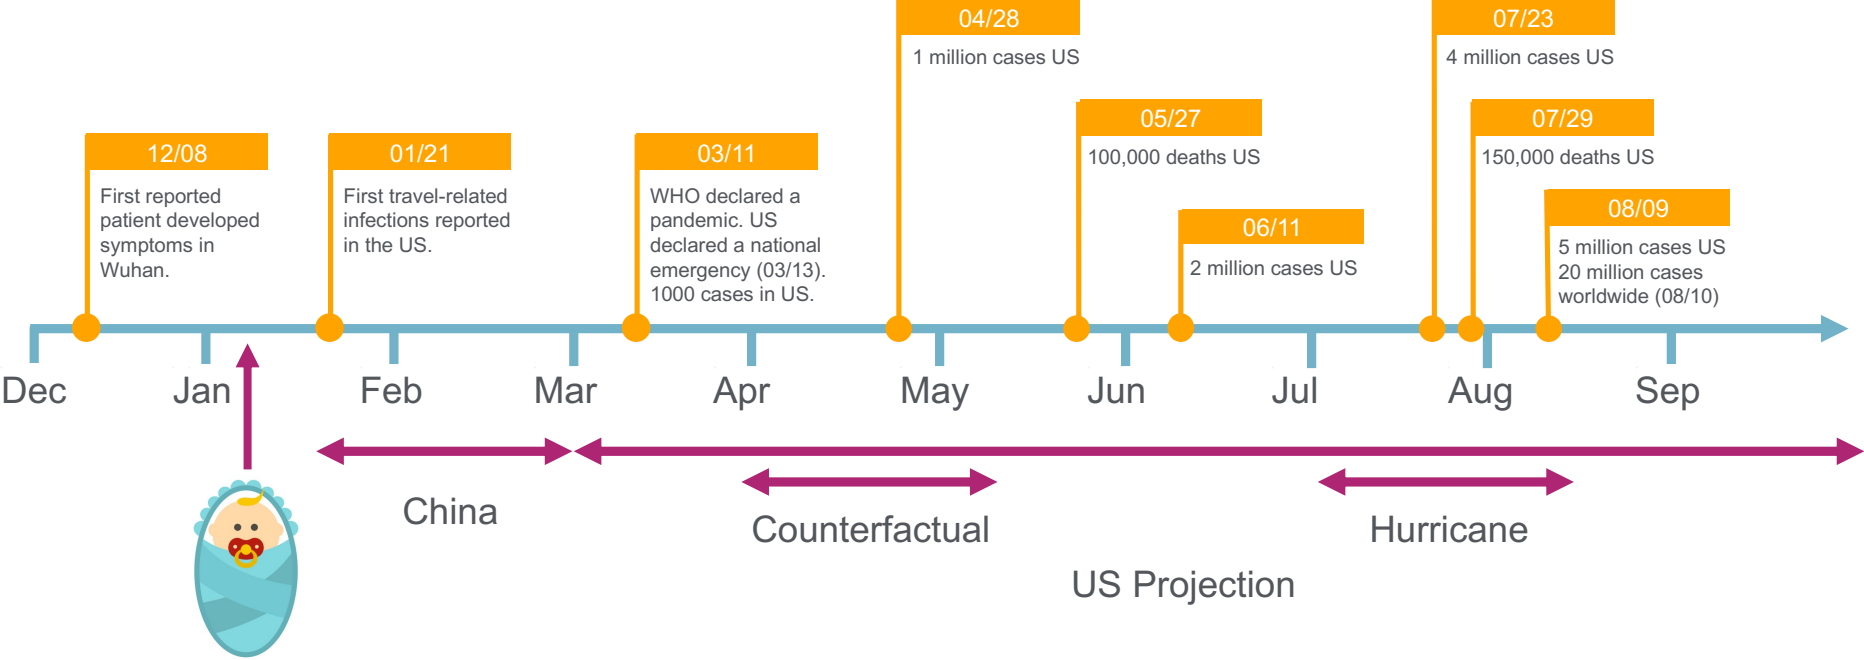 04/28
1 million cases US
07/23
4 million cases US
05/27
100,000 deaths US
07/29
150,000 deaths US
12/08
First reported
patient developed
symptoms in
Wuhan.
01/21
First travel-related
infections reported
in the US.
03/11
WHO declared a
pandemic. US
declared a national
emergency (03/13).
1000 cases in US.
06/11
2 million cases US
08/09
5 million cases US
20 million cases
worldwide (08/10)
Dec
Jan
Feb
Mar
Apr
May
Jun
Jul
Aug
Sep
China
Counterfactual
Hurricane
US Projection